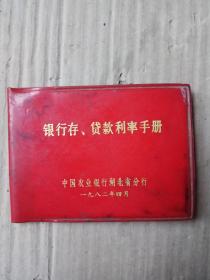 银行存、贷款利率手册
中国农业银行湖北省分行
一九八二年四月